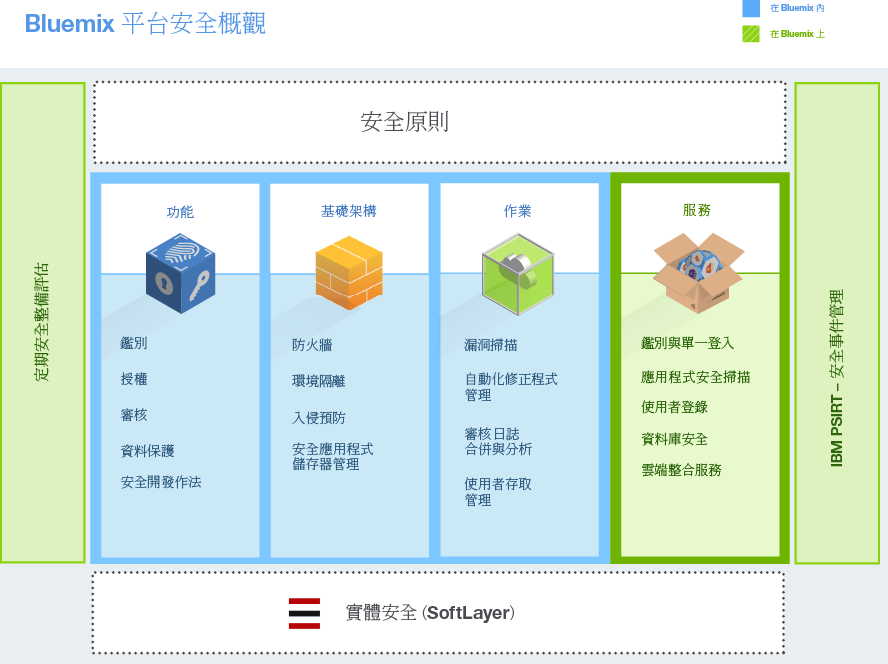 Bluemix 平台安全概觀
在 Bluemix 內
在 Bluemix 上
安全原則
定期安全整備評估
功能
鑑別
授權
審核
資料保護
安全開發作法
基礎架構
防火牆
環境隔離
入侵預防
安全應用程式
儲存器管理
作業
漏洞掃描
自動化修正程式
管理
審核日誌
合併與分析
使用者存取
管理
服務
鑑別與單一登入
應用程式安全掃描
使用者登錄
資料庫安全
雲端整合服務
IBM PSIRT – 安全事件管理
實體安全 (SoftLayer)